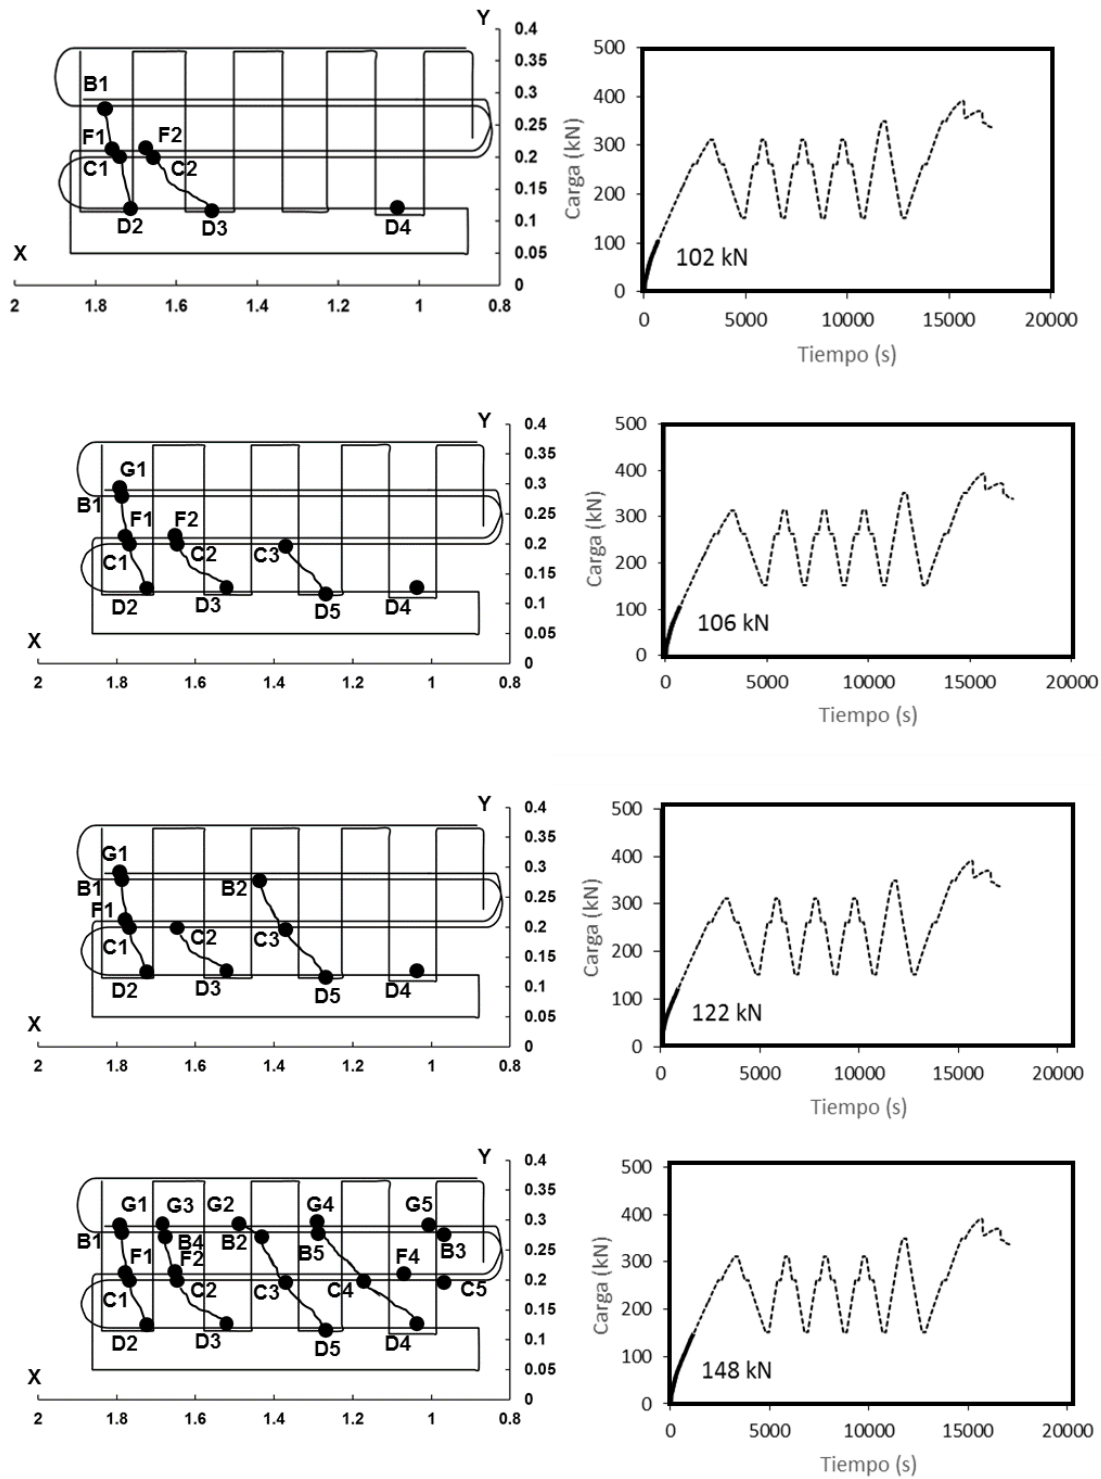 Y
0.4
0.35
0.3
0.25
0.2
0.15
0.1
0.05
0
B1
F1
F2
C1
C2
D2
D3
D4
X
2
1.8
1.6
1.4
1.2
1
0.8
500
400
300
200
100
0
Carga (kN)
102 kN
0 5000 10000 15000 20000
Tiempo (s)
Y
0.4
0.35
0.3
0.25
0.2
0.15
0.1
0.05
0
G1
B1
F1
F2
C1
C2
C3
D2
D3
D5
D4
X
2
1.8
1.6
1.4
1.2
1
0.8
500
400
300
200
100
0
Carga (kN)
106 kN
0 5000 10000 15000 20000
Tiempo (s)
Y
0.4
0.35
0.3
0.25
0.2
0.15
0.1
0.05
0
G1
B1
B2
F1
C1
C2
C3
D2
D3
D5
D4
X
2
1.8
1.6
1.4
1.2
1
0.8
500
400
300
200
100
0
Carga (kN)
122 kN
0 5000 10000 15000 20000
Tiempo (s)
Y
0.4
0.35
0.3
0.25
0.2
0.15
0.1
0.05
0
G1
G3
G2
G4
G5
B1
B4
B2
B5
B3
F1
F2
F4
C1
C2
C3
C4
C5
D2
D3
D5
D4
X
2
1.8
1.6
1.4
1.2
1
0.8
500
400
300
200
100
0
Carga (kN)
148 kN
0 5000 10000 15000 20000
Tiempo (s)